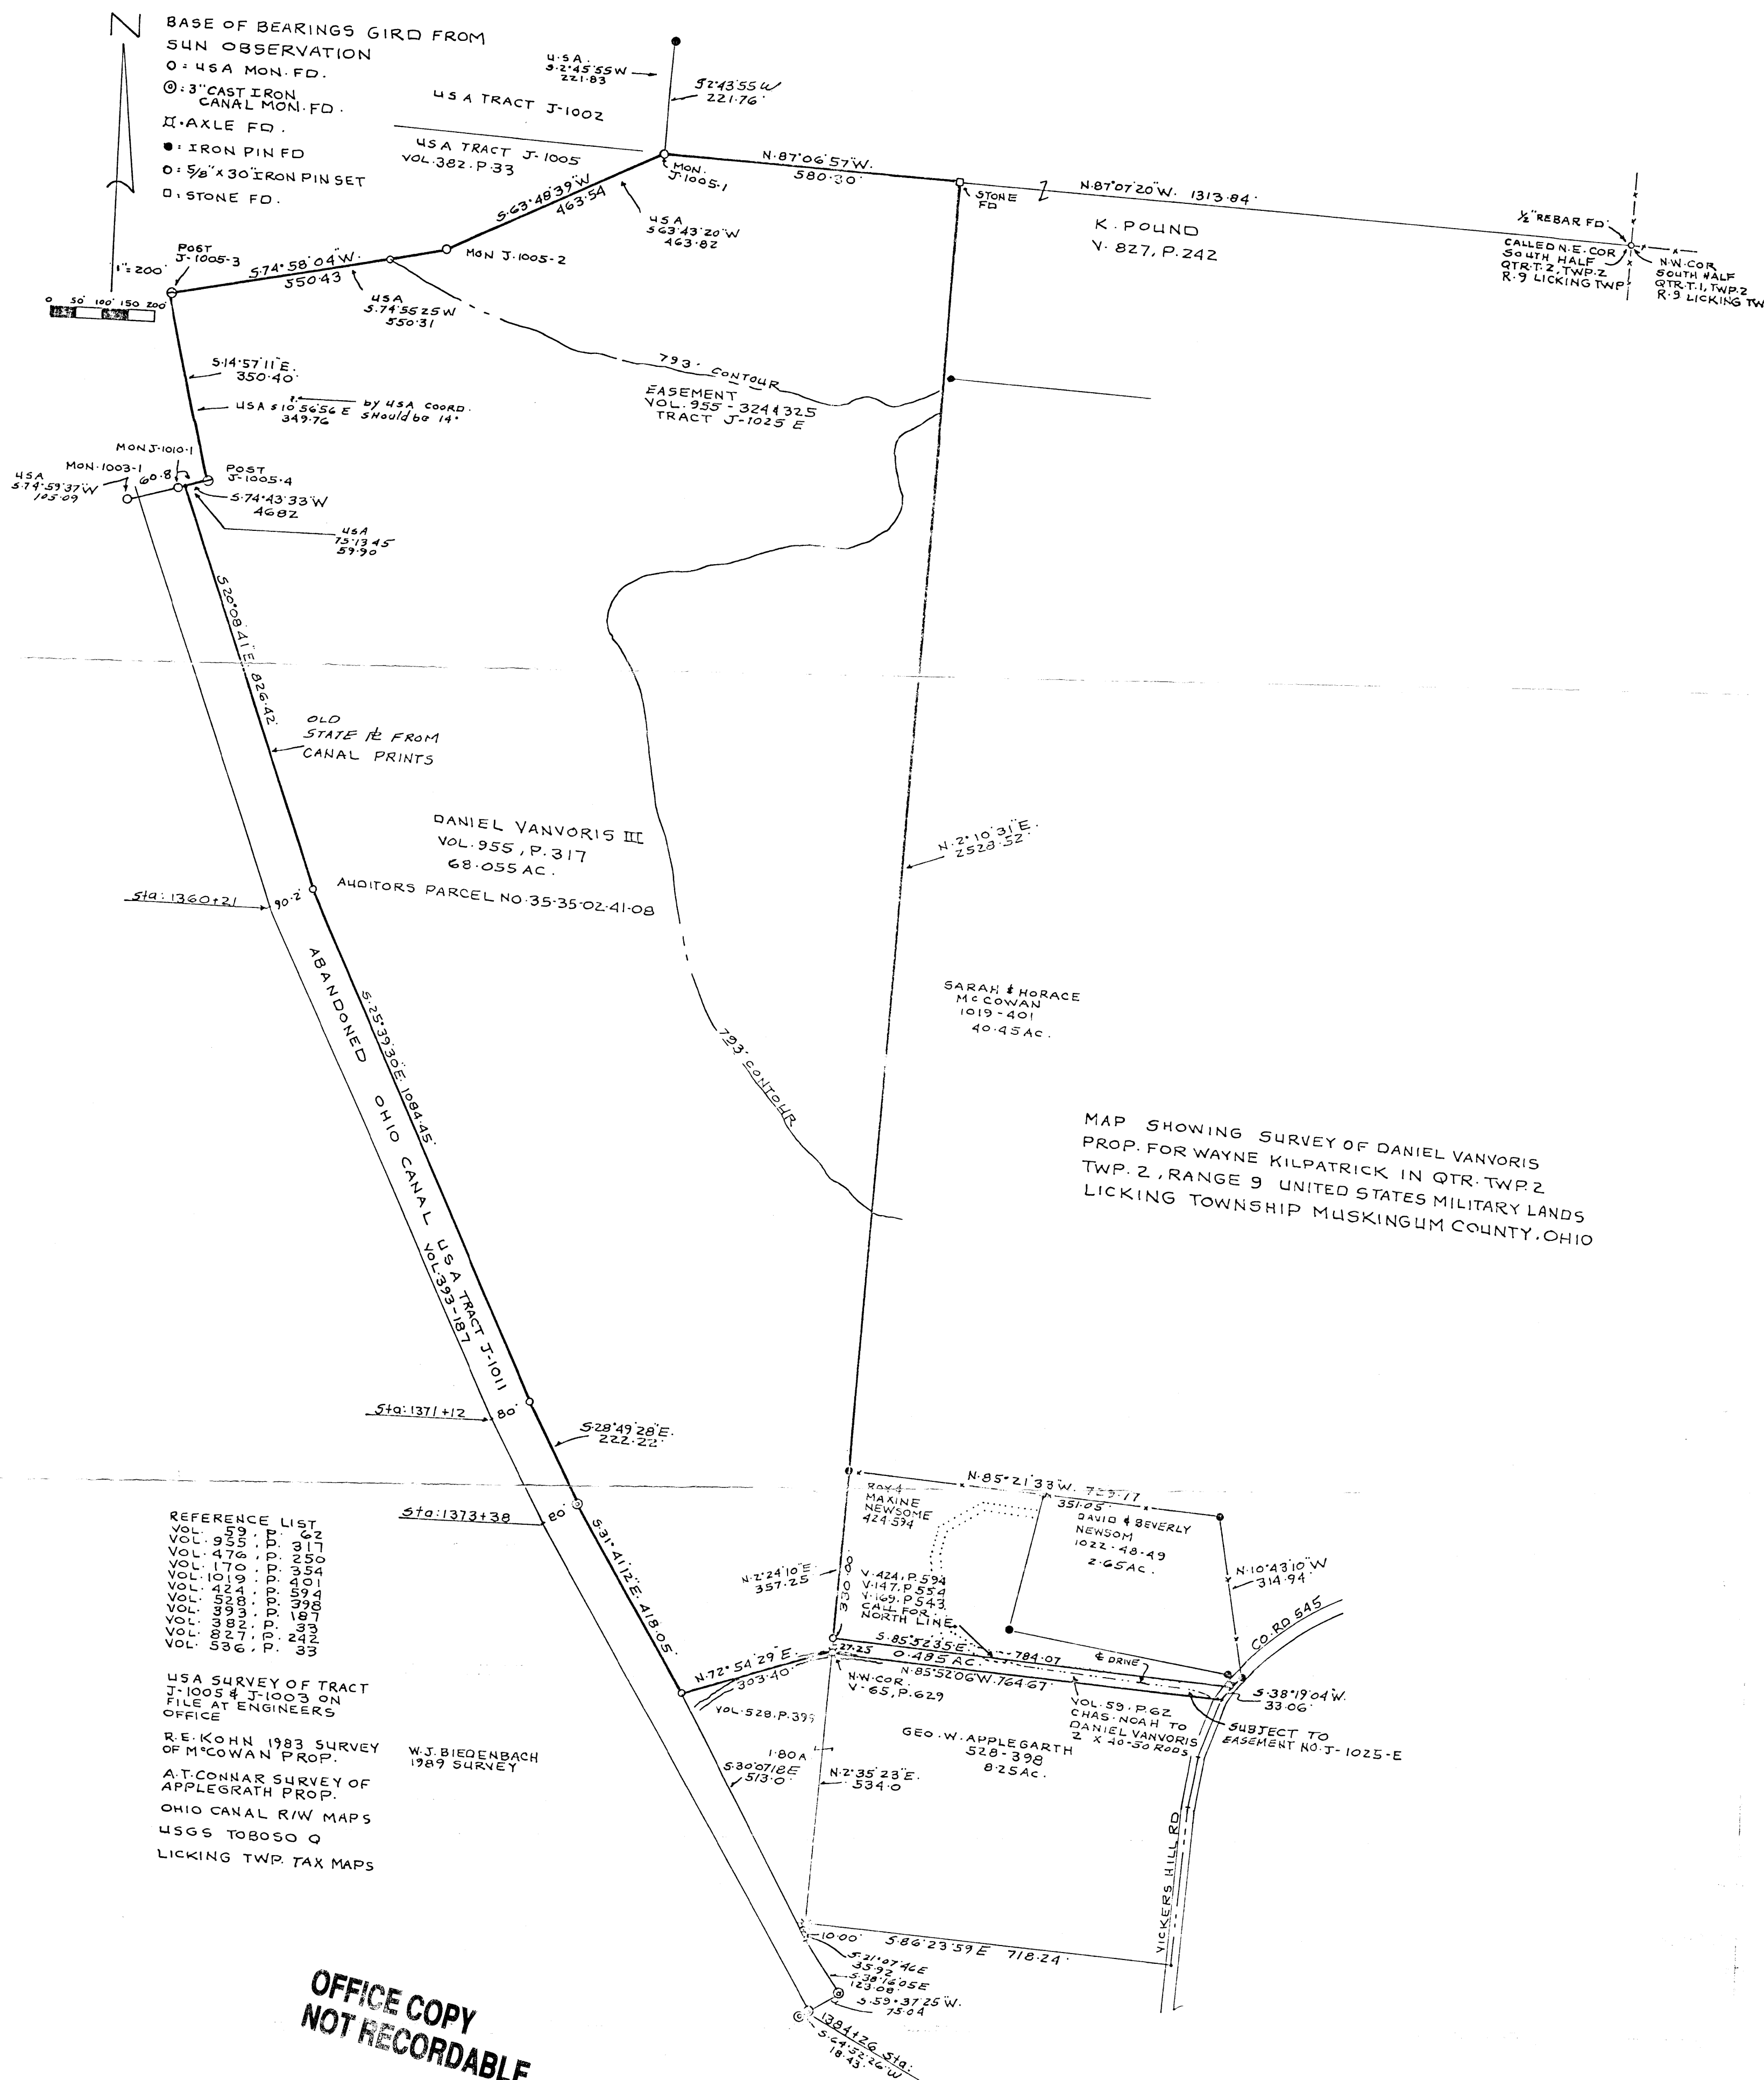 N
BASE OF BEARINGS GIRD FROM
SUN OBSERVATION
O = USA MON. FD.
◎ : 3" CAST IRON
CANAL MON. FD.
¤ • AXLE FD.
● : IRON PIN FD
O : 5/8" X 30" IRON PIN SET
□ : STONE FD.
1" = 200'
0 50' 100' 150 200'
U.S.A.
S.2°45'55 W
221.83
S2°43'55 W
221.76'
USA TRACT J-1002
USA TRACT J-1005
VOL. 382. P.33
MON.
J-1005-1
N.87°06'57"W.
580.30'
STONE
FD
N.87°07'20"W. 1313.84'
K. POUND
V. 827, P.242
1/2" REBAR FD'
CALLED N.E. COR
SOUTH HALF
QTR.T.2, TWP.2
R.9 LICKING TWP
N.W. COR
SOUTH HALF
QTR.T.1, TWP.2
R.9 LICKING TW
S.63°48'39"W
463.54
USA
S63°43'20"W
463.82
MON J-1005-2
POST
J-1005-3
S.74°58'04"W.
550.43
USA
S.74°55'25 W
550.31
S.14°57'11"E.
350.40'
USA S 10°56'56 E
349.76
?
by USA COORD.
SHould be 14°
793' CONTOUR
EASEMENT
VOL. 955 - 324 & 325
TRACT J-1025 E
MON J-1010-1
MON. 1003-1
60.8
USA
S.74°59'37"W
105.09
POST
J-1005-4
S.74°43'33"W
4682
USA
75°13'45
59.90
S20°08'41"E. 826.42'
OLD
STATE ⅊ FROM
CANAL PRINTS
DANIEL VANVORIS III
VOL. 955, P. 317
68.055 AC.
AUDITORS PARCEL NO. 35-35-02-41-08
Sta: 1360+21
90.2'
N.2°10'31"E.
2528.52'
SARAH & HORACE
McCOWAN
1019-401
40.45 AC.
ABANDONED OHIO CANAL USA TRACT J-1011
VOL. 393-187
S.25°39'30"E. 1084.45'
793' CONTOUR
MAP SHOWING SURVEY OF DANIEL VANVORIS
PROP. FOR WAYNE KILPATRICK IN QTR. TWP. 2
TWP. 2, RANGE 9 UNITED STATES MILITARY LANDS
LICKING TOWNSHIP MUSKINGUM COUNTY, OHIO
Sta: 1371+12
80'
S.28°49'28"E.
222.22'
Sta: 1373+38
80'
S.31°41'12"E. 418.05'
N.85°21'33"W.
351.05'
MAXINE
NEWSOME
424.594
DAVID & BEVERLY
NEWSOM
1022-48-49
2.65 AC.
N.10°43'10"W
314.94'
CO. RD 545
N.2°24'10"E.
357.25
330.00
V.424, P.594
V.147, P.554
V.169, P.543
CALL FOR
NORTH LINE
S.85°52'35 E.
784.07
27.25
0.485 AC.
℄ DRIVE
N.85°52'06"W. 764.67'
N.72°54'29"E.
303.40'
N.W. COR.
V-65, P.629
VOL. 59. P.62
CHAS. NOAH TO
DANIEL VANVORIS
2 X 40-50 RODS
S.38°19'04"W.
33.06'
SUBJECT TO
EASEMENT NO. J-1025-E
VOL. 528. P.399
GEO. W. APPLEGARTH
528-398
8.25 AC.
1.80 A
S.30°07'18 E
513.0'
N.2°35'23"E.
534.0
VICKERS HILL RD
10.00'
S.86°23'59 E 718.24'
S.21°07'46 E
35.92
S.38°16'05 E
123.08'
S.59°37'25"W.
75.04
1384+26 Sta:
S.64°52'26"W
18.43'
REFERENCE LIST
VOL. 59, P. 62
VOL. 955, P. 317
VOL. 476, P. 250
VOL. 170, P. 354
VOL. 1019, P. 401
VOL. 424, P. 594
VOL. 528, P. 398
VOL. 393, P. 187
VOL. 382, P. 33
VOL. 827, P. 242
VOL. 536, P. 33
USA SURVEY OF TRACT
J-1005 & J-1003 ON
FILE AT ENGINEERS
OFFICE
R.E. KOHN 1983 SURVEY
OF McCOWAN PROP.
W.J. BIEDENBACH
1989 SURVEY
A.T. CONNAR SURVEY OF
APPLEGRATH PROP.
OHIO CANAL R/W MAPS
USGS TOBOSO Q
LICKING TWP. TAX MAPS
OFFICE COPY
NOT RECORDABLE